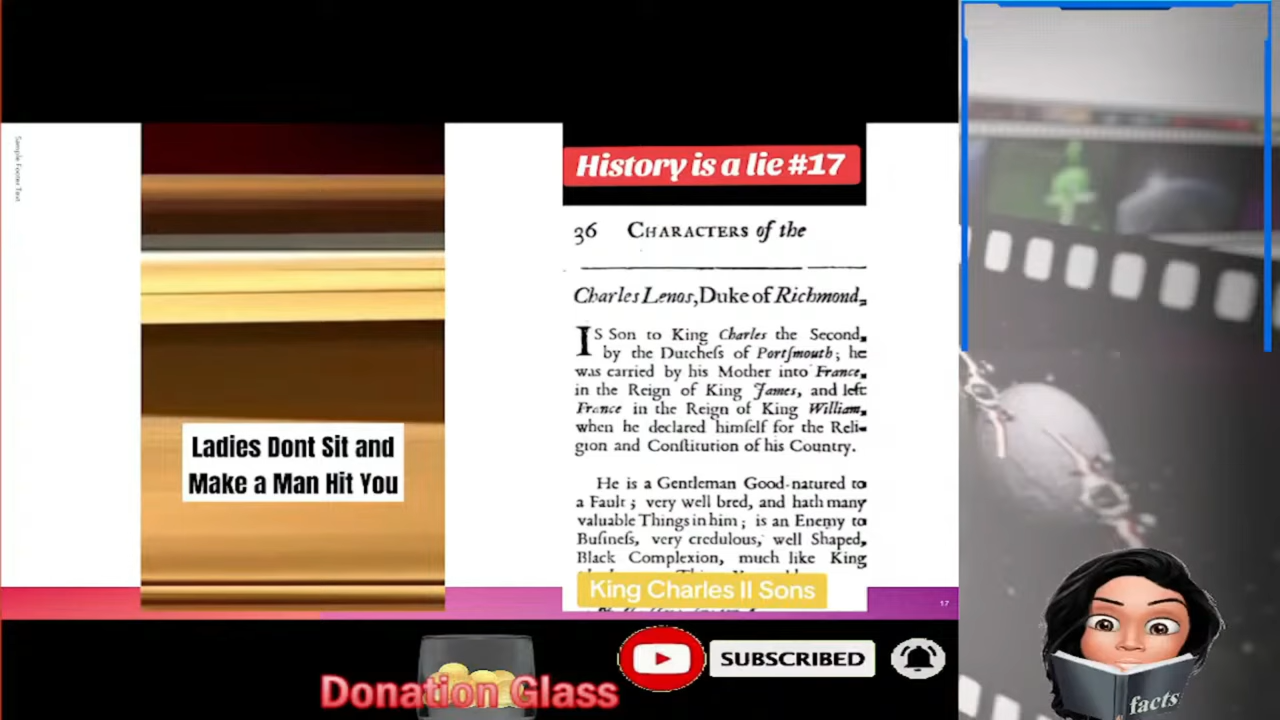 Sample Footer Text
Ladies Dont Sit and
Make a Man Hit You
History is a lie #17
36 CHARACTERS of the
Charles Lenos, Duke of Richmond,
IS Son to King Charles the Second,
by the Dutchess of Portſmouth; he
was carried by his Mother into France,
in the Reign of King James, and left
France in the Reign of King William,
when he declared himſelf for the Reli-
gion and Conſtitution of his Country.
He is a Gentleman Good-natured to
a Fault; very well bred, and hath many
valuable Things in him; is an Enemy to
Buſineſs, very credulous, well Shaped,
Black Complexion, much like King
King Charles II Sons
17
Donation Glass
SUBSCRIBED
facts